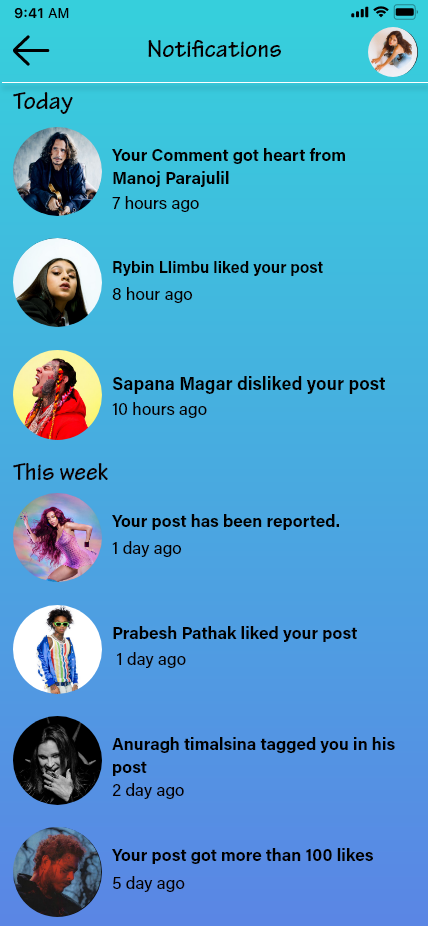 9:41 AM
Notifications
Today
Your Comment got heart from
Manoj Parajulil
7 hours ago
Rybin Llimbu liked your post
8 hour ago
Sapana Magar disliked your post
10 hours ago
This week
Your post has been reported.
1 day ago
Prabesh Pathak liked your post
1 day ago
Anuragh timalsina tagged you in his
post
2 day ago
Your post got more than 100 likes
5 day ago